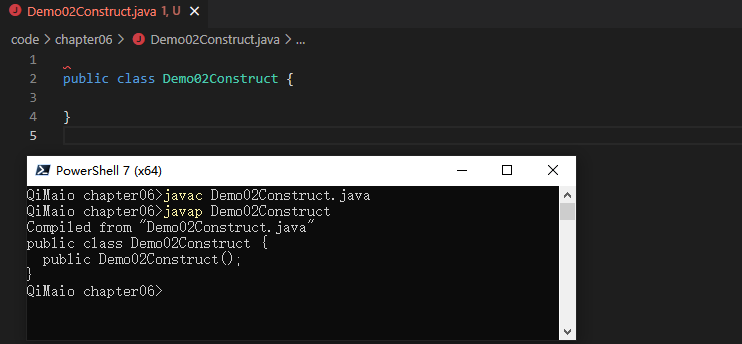 Demo02Construct.java 1, U
code > chapter06 > Demo02Construct.java > ...
1
2 public class Demo02Construct {
3
4 }
5
PowerShell 7 (x64)
QiMaio chapter06>javac Demo02Construct.java
QiMaio chapter06>javap Demo02Construct
Compiled from "Demo02Construct.java"
public class Demo02Construct {
  public Demo02Construct();
}
QiMaio chapter06>